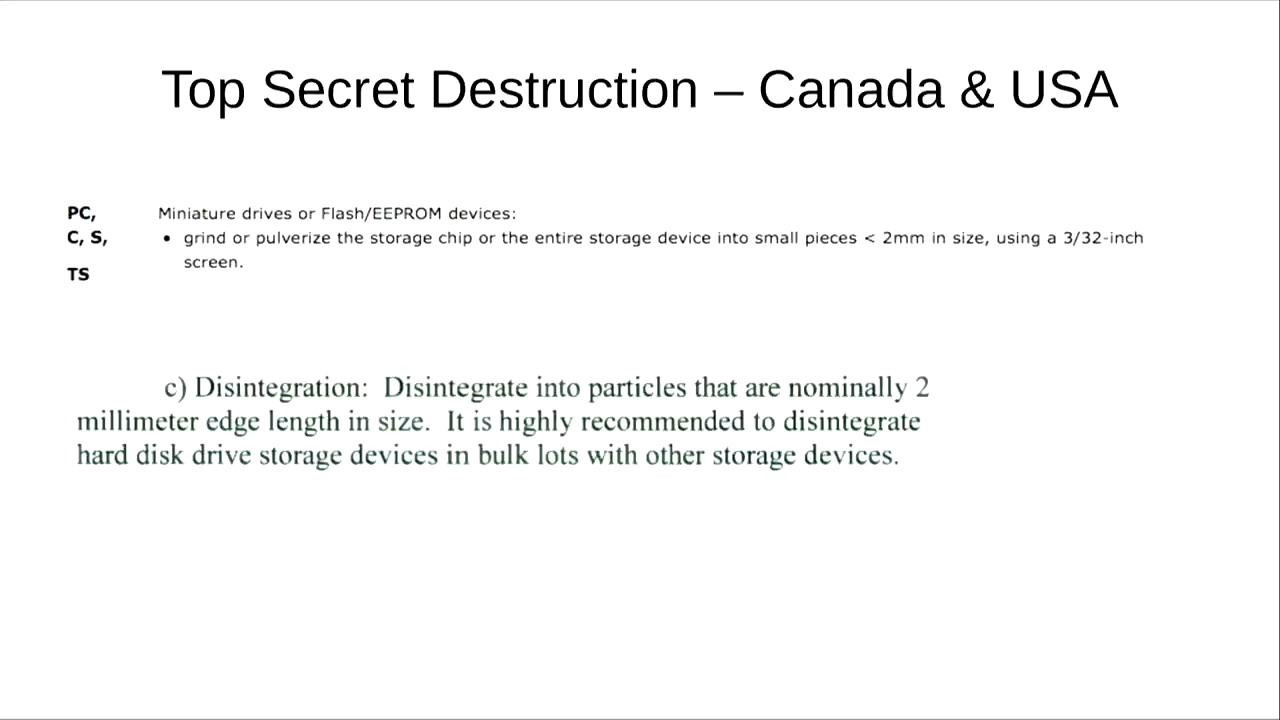 Top Secret Destruction – Canada & USA
PC, Miniature drives or Flash/EEPROM devices:
C, S, • grind or pulverize the storage chip or the entire storage device into small pieces < 2mm in size, using a 3/32-inch
screen.
TS
c) Disintegration: Disintegrate into particles that are nominally 2
millimeter edge length in size. It is highly recommended to disintegrate
hard disk drive storage devices in bulk lots with other storage devices.